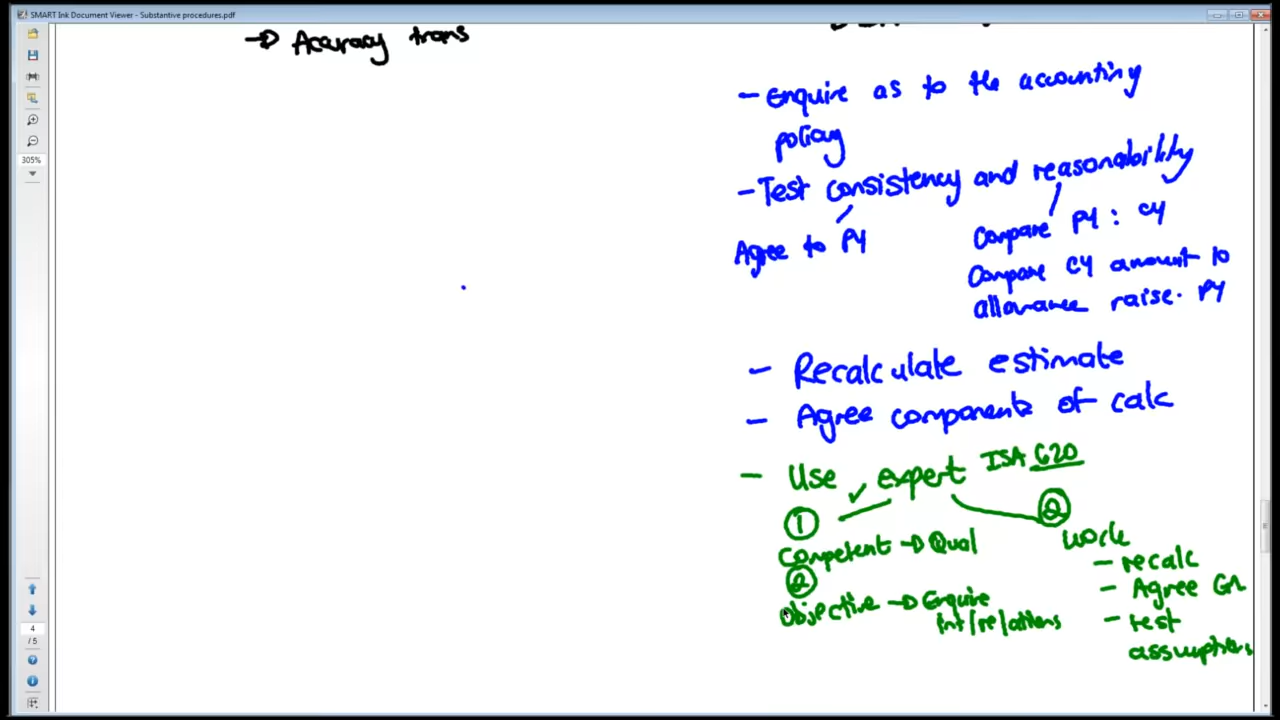 SMART Ink Document Viewer - Substantive procedures.pdf
→ Accuracy trans
- Enquire as to the accounting
policy
- Test consistency and reasonability
Agree to PY
Compare PY : CY
Compare CY amount to
allowance raise. PY
- Recalculate estimate
- Agree components of calc
- Use expert ISA 620
①
Competent → Qual
②
Objective → Enquire
int/relations
②
work
- recalc
- Agree GL
- test
assumptions
305%
4
/ 5